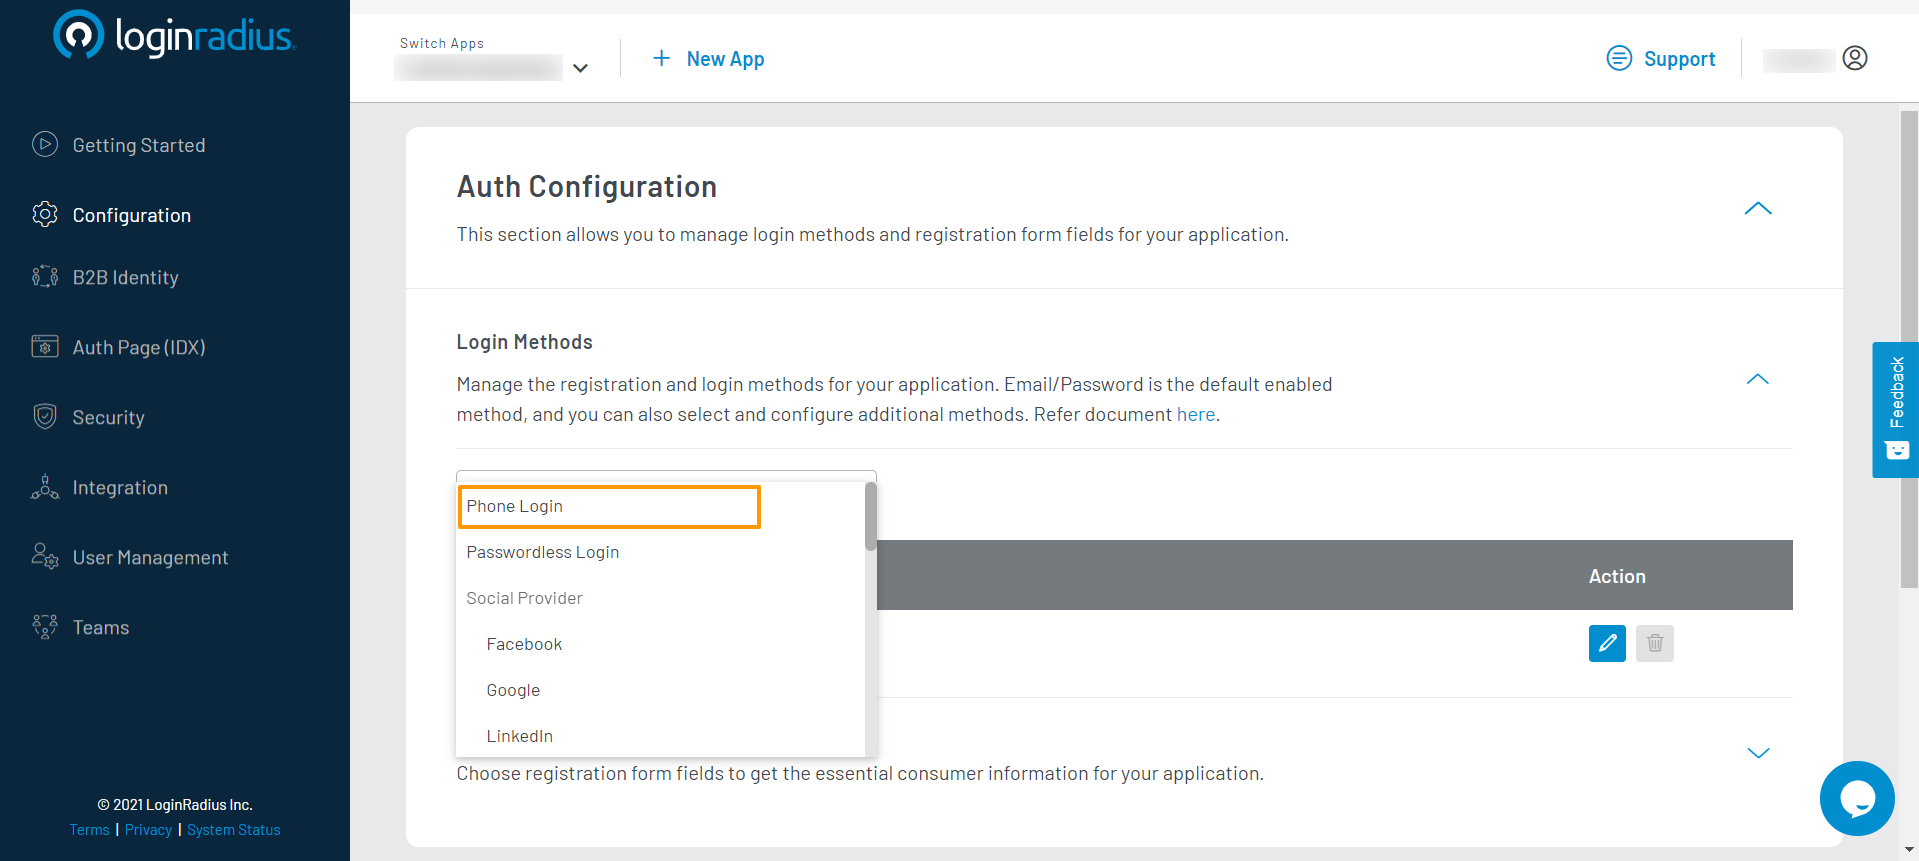 loginradius
Getting Started
Configuration
B2B Identity
Auth Page (IDX)
Security
Integration
User Management
Teams
© 2021 LoginRadius Inc.
Terms | Privacy | System Status
Switch Apps
+ New App
Support
Auth Configuration
This section allows you to manage login methods and registration form fields for your application.
Login Methods
Manage the registration and login methods for your application. Email/Password is the default enabled
method, and you can also select and configure additional methods. Refer document here.
Phone Login
Passwordless Login
Social Provider
Facebook
Google
LinkedIn
Action
Choose registration form fields to get the essential consumer information for your application.
Feedback